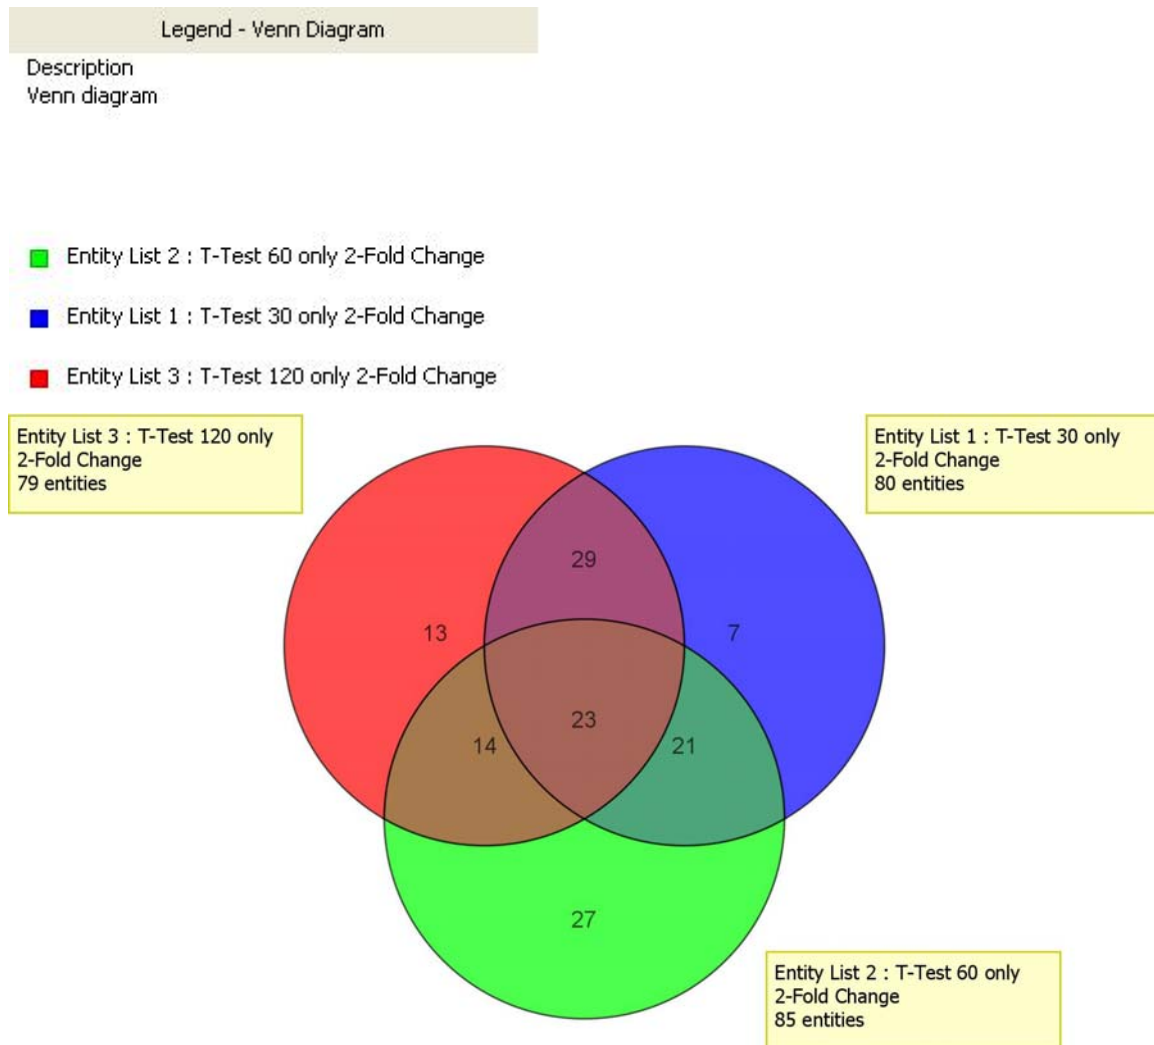 Legend - Venn Diagram
Description
Venn diagram
Entity List 2 : T-Test 60 only 2-Fold Change
Entity List 1 : T-Test 30 only 2-Fold Change
Entity List 3 : T-Test 120 only 2-Fold Change
Entity List 3 : T-Test 120 only
2-Fold Change
79 entities
Entity List 1 : T-Test 30 only
2-Fold Change
80 entities
29
13
7
23
14
21
27
Entity List 2 : T-Test 60 only
2-Fold Change
85 entities